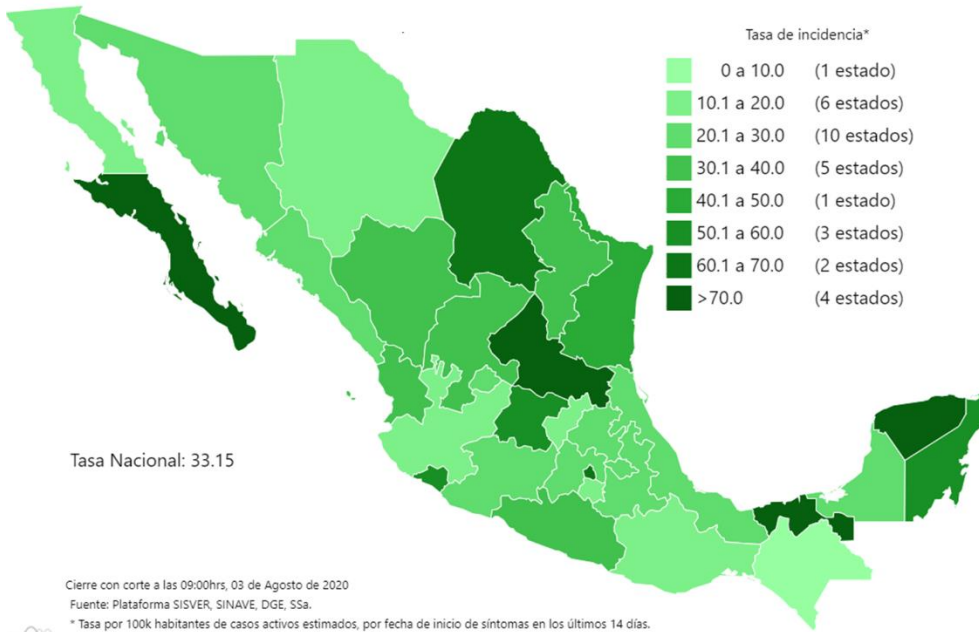 Tasa de incidencia*
0 a 10.0 (1 estado)
10.1 a 20.0 (6 estados)
20.1 a 30.0 (10 estados)
30.1 a 40.0 (5 estados)
40.1 a 50.0 (1 estado)
50.1 a 60.0 (3 estados)
60.1 a 70.0 (2 estados)
>70.0 (4 estados)
Tasa Nacional: 33.15
Cierre con corte a las 09:00hrs, 03 de Agosto de 2020
Fuente: Plataforma SISVER, SINAVE, DGE, SSa.
* Tasa por 100k habitantes de casos activos estimados, por fecha de inicio de síntomas en los últimos 14 días.